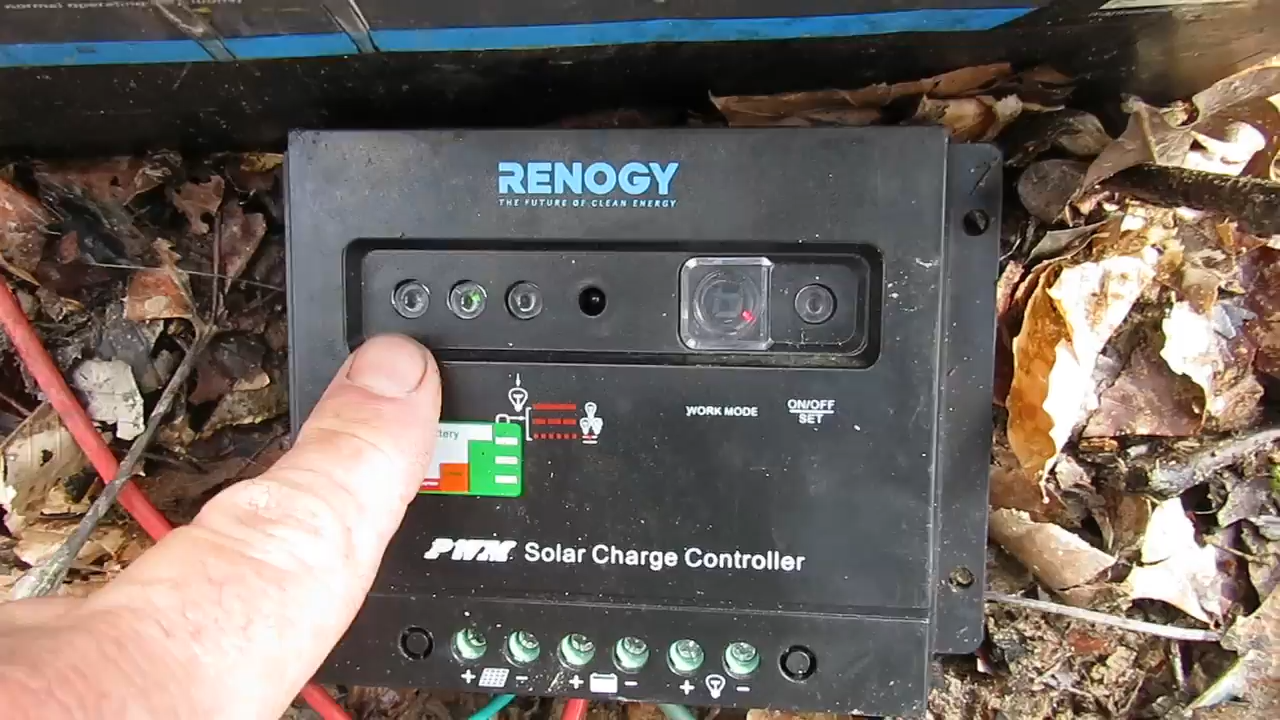 RENOGY
THE FUTURE OF CLEAN ENERGY
WORK MODE
ON/OFF
SET
PWM Solar Charge Controller
+ - + - + -